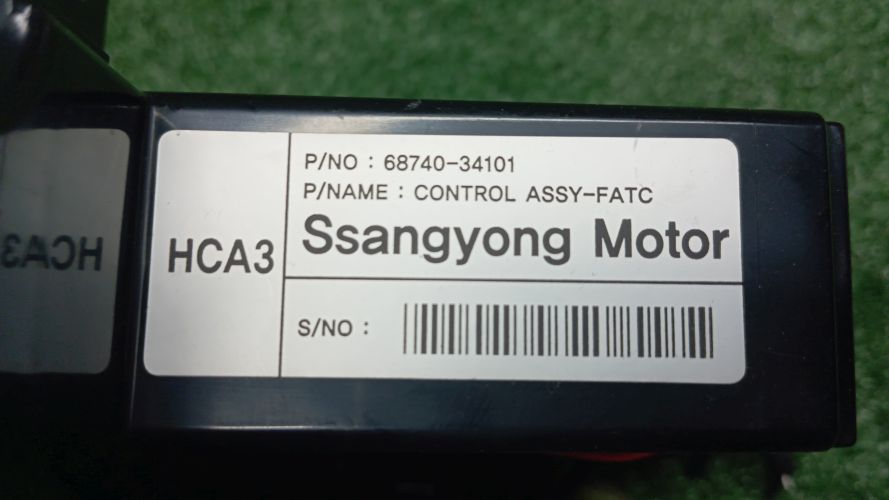 HCA3
P/NO : 68740-34101
P/NAME : CONTROL ASSY-FATC
Ssangyong Motor
S/NO :
HCA3